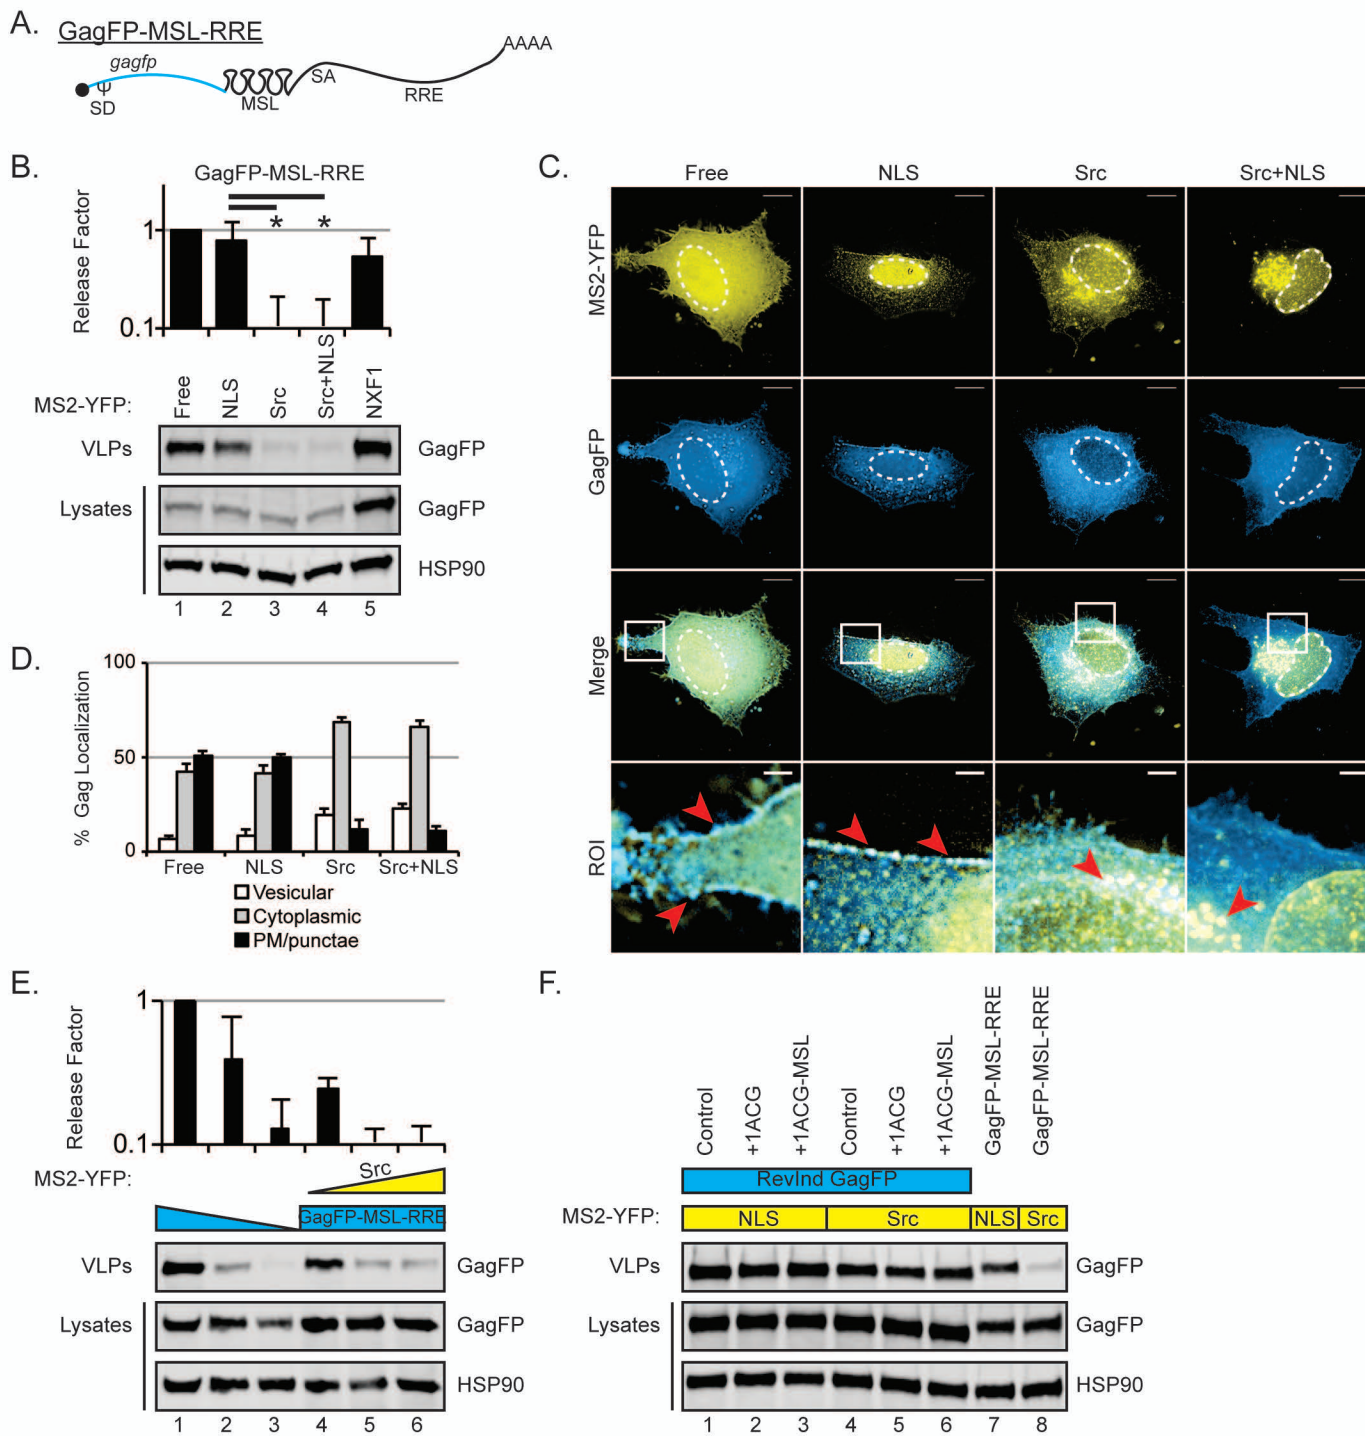 A.
GagFP-MSL-RRE
gagfp
Ψ
SD
MSL
SA
RRE
AAAA
B.
GagFP-MSL-RRE
Release Factor
1
0.1
* *
MS2-YFP:
Free
NLS
Src
Src+NLS
NXF1
VLPs
GagFP
Lysates
GagFP
HSP90
1 2 3 4 5
C.
Free NLS Src Src+NLS
MS2-YFP
GagFP
Merge
ROI
D.
% Gag Localization
100
50
0
Free NLS Src Src+NLS
Vesicular
Cytoplasmic
PM/punctae
E.
Release Factor
1
0.1
MS2-YFP:
Src
GagFP-MSL-RRE
VLPs
GagFP
Lysates
GagFP
HSP90
1 2 3 4 5 6
F.
Control
+1ACG
+1ACG-MSL
Control
+1ACG
+1ACG-MSL
GagFP-MSL-RRE
GagFP-MSL-RRE
RevInd GagFP
MS2-YFP:
NLS Src NLS Src
VLPs
GagFP
Lysates
GagFP
HSP90
1 2 3 4 5 6 7 8